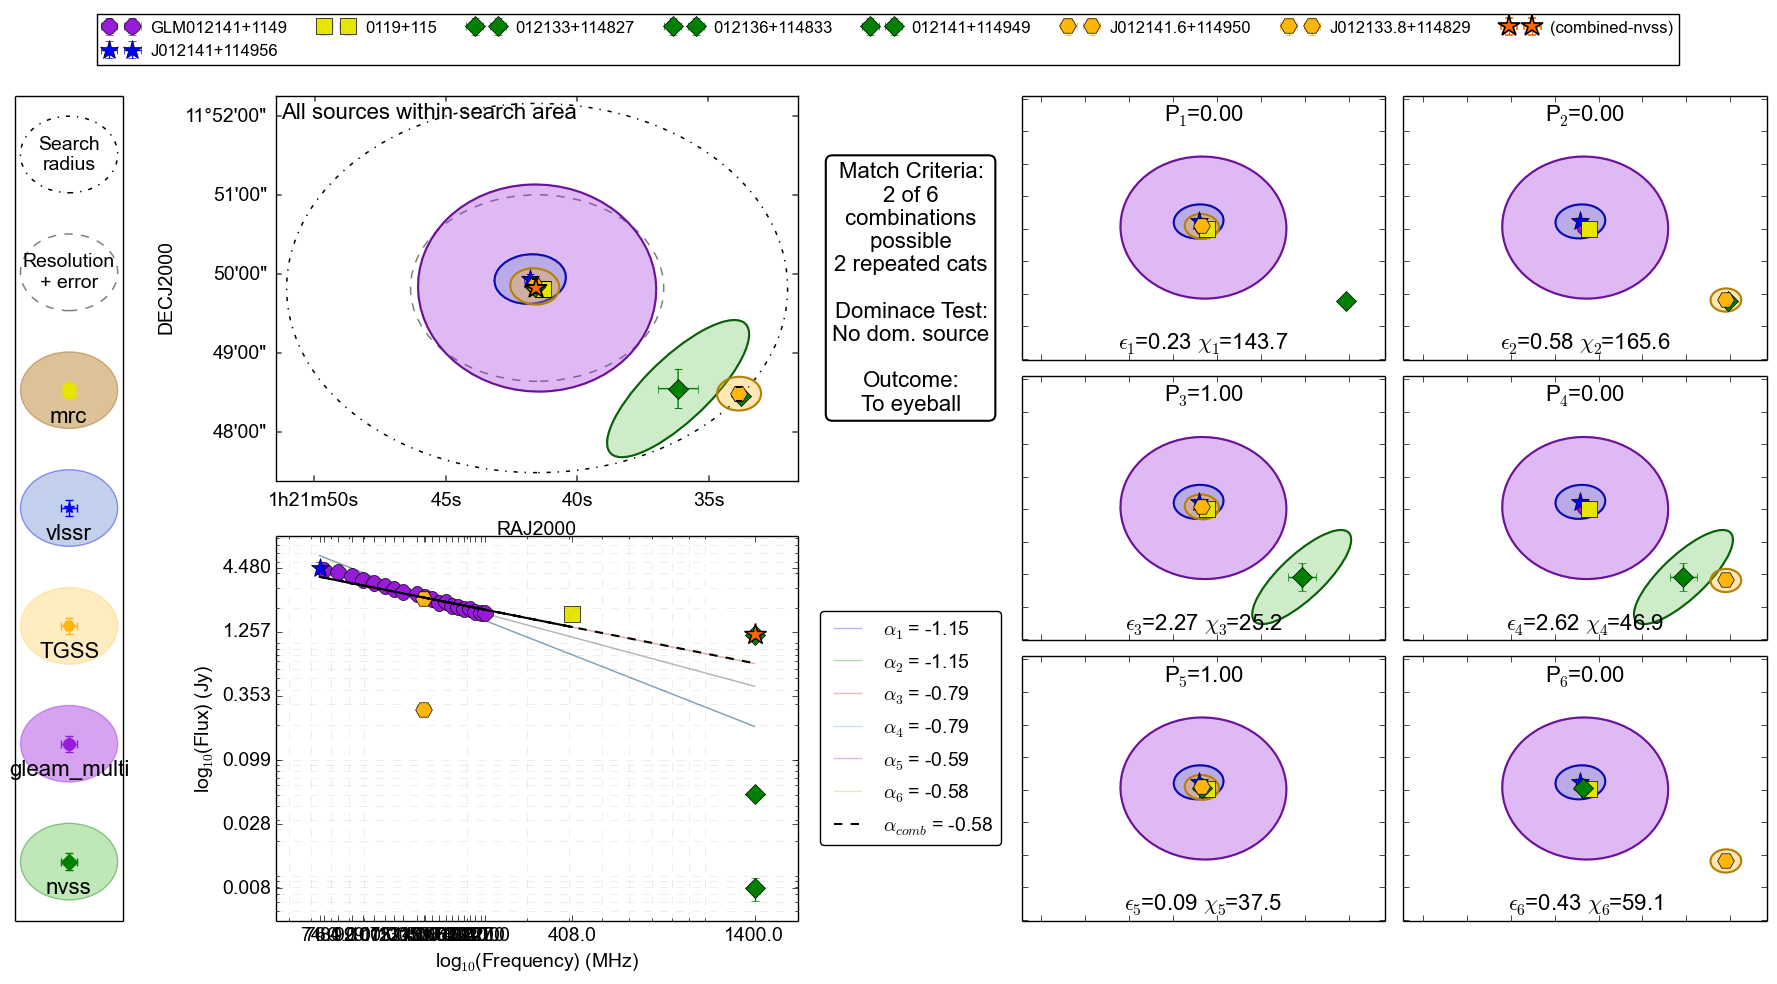 GLM012141+1149 0119+115 012133+114827 012136+114833 012141+114949 J012141.6+114950 J012133.8+114829 (combined-nvss)
J012141+114956
Search
radius
Resolution
+ error
mrc
vlssr
TGSS
gleam_multi
nvss
All sources within search area
11°52'00"
51'00"
50'00"
49'00"
48'00"
DECJ2000
1h21m50s 45s 40s 35s
RAJ2000
4.480
1.257
0.353
0.099
0.028
0.008
log10(Flux) (Jy)
408.0 1400.0
log10(Frequency) (MHz)
Match Criteria:
2 of 6
combinations
possible
2 repeated cats
Dominace Test:
No dom. source
Outcome:
To eyeball
α1 = -1.15
α2 = -1.15
α3 = -0.79
α4 = -0.79
α5 = -0.59
α6 = -0.58
αcomb = -0.58
P1=0.00
ϵ1=0.23 χ1=143.7
P2=0.00
ϵ2=0.58 χ2=165.6
P3=1.00
ϵ3=2.27 χ3=25.2
P4=0.00
ϵ4=2.62 χ4=46.9
P5=1.00
ϵ5=0.09 χ5=37.5
P6=0.00
ϵ6=0.43 χ6=59.1